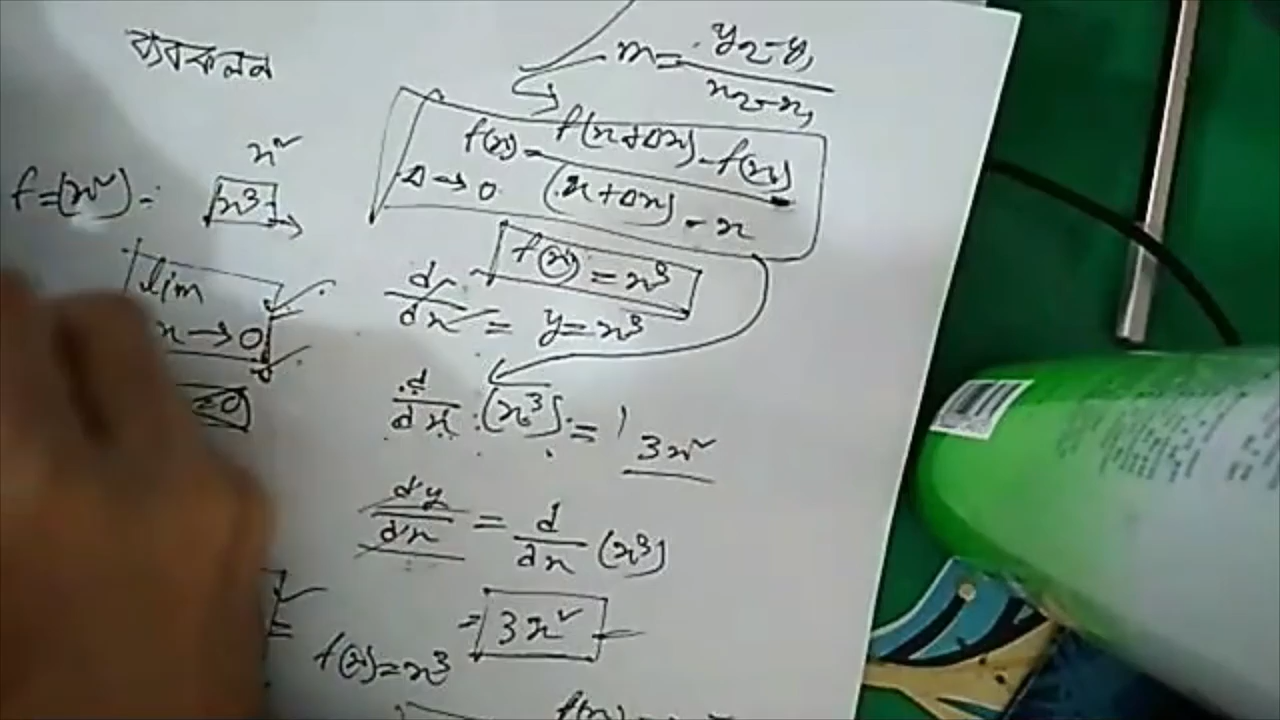 ব্যবকলন
m = y₂-y₁ / x₂-x₁
x²
f=(x²) = x³
f(x) = f(x+Δx) - f(x) / (x+Δx) - x
Δ→0
f(x) = x³
lim
x→0
d/dx = y = x³
=0
d/dx (x³) = 3x²
dy/dx = d/dx (x³)
= 3x²
f(x) = x³